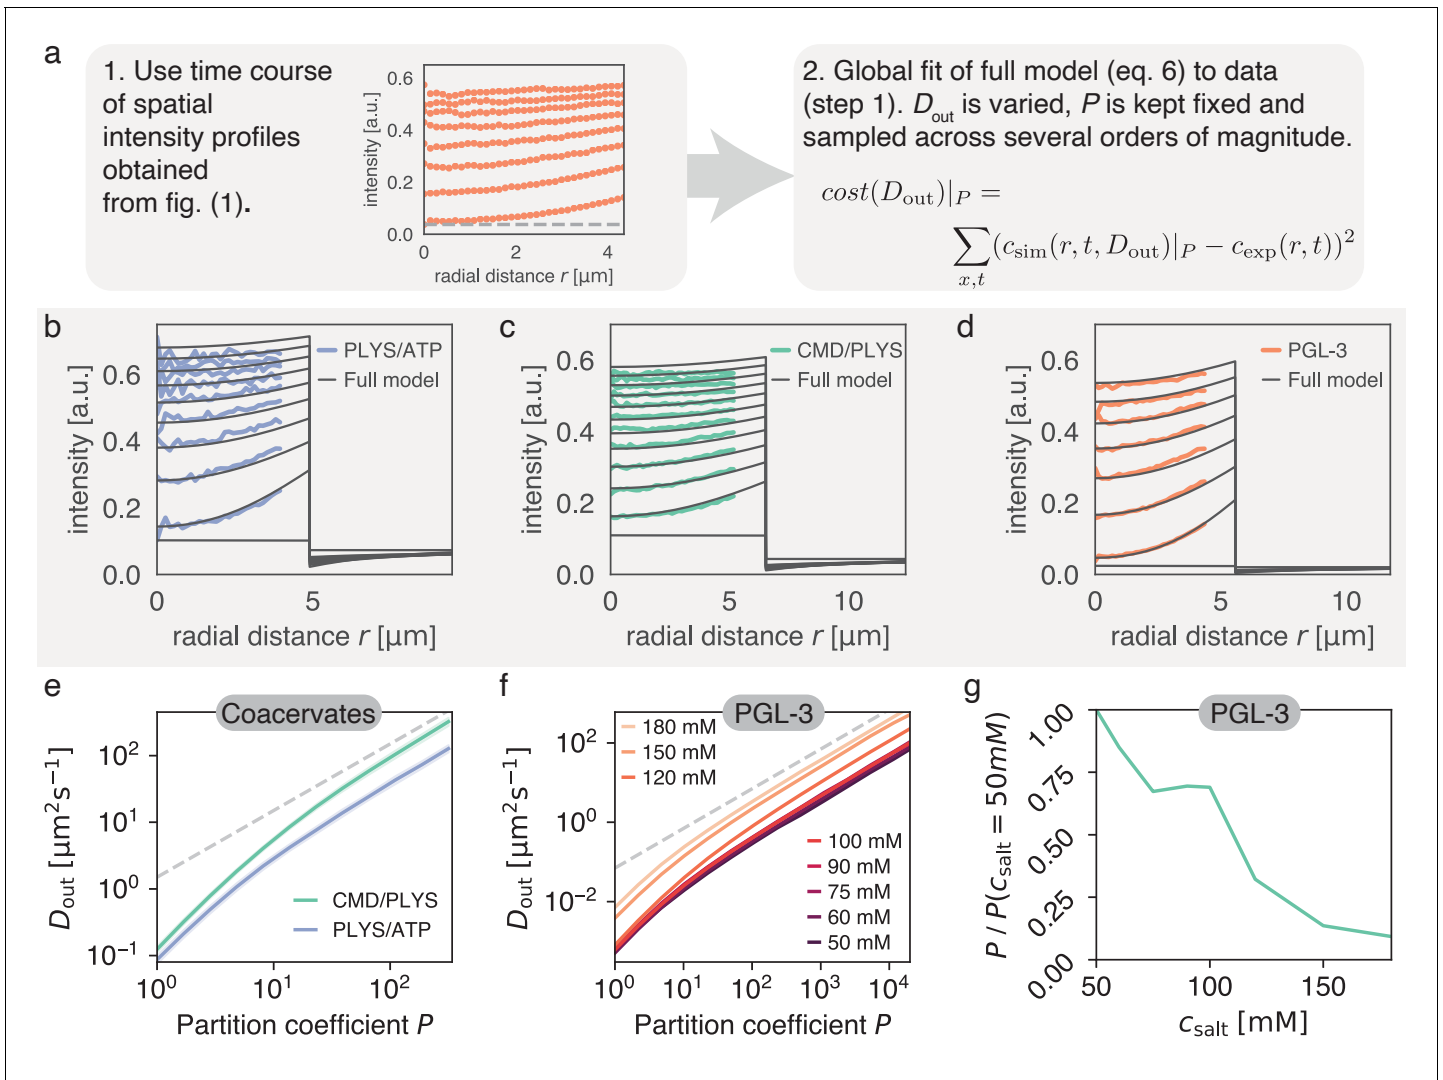 a
1. Use time course
of spatial
intensity profiles
obtained
from fig. (1).
intensity [a.u.]
0.6
0.4
0.2
0.0
0 2 4
radial distance r [μm]
2. Global fit of full model (eq. 6) to data
(step 1). D_out is varied, P is kept fixed and
sampled across several orders of magnitude.
cost(D_out)|_P =
∑_{x,t} (c_sim(r, t, D_out)|_P − c_exp(r, t))²
b
PLYS/ATP
Full model
intensity [a.u.]
0.6
0.4
0.2
0.0
0 5
radial distance r [μm]
c
CMD/PLYS
Full model
intensity [a.u.]
0.6
0.4
0.2
0.0
0 5 10
radial distance r [μm]
d
PGL-3
Full model
intensity [a.u.]
0.6
0.4
0.2
0.0
0 5 10
radial distance r [μm]
e
Coacervates
D_out [μm²s⁻¹]
10²
10¹
10⁰
10⁻¹
CMD/PLYS
PLYS/ATP
10⁰ 10¹ 10²
Partition coefficient P
f
PGL-3
D_out [μm²s⁻¹]
10²
10⁰
10⁻²
180 mM
150 mM
120 mM
100 mM
90 mM
75 mM
60 mM
50 mM
10⁰ 10¹ 10² 10³ 10⁴
Partition coefficient P
g
PGL-3
P / P(c_salt = 50mM)
1.00
0.75
0.50
0.25
0.00
50 100 150
c_salt [mM]